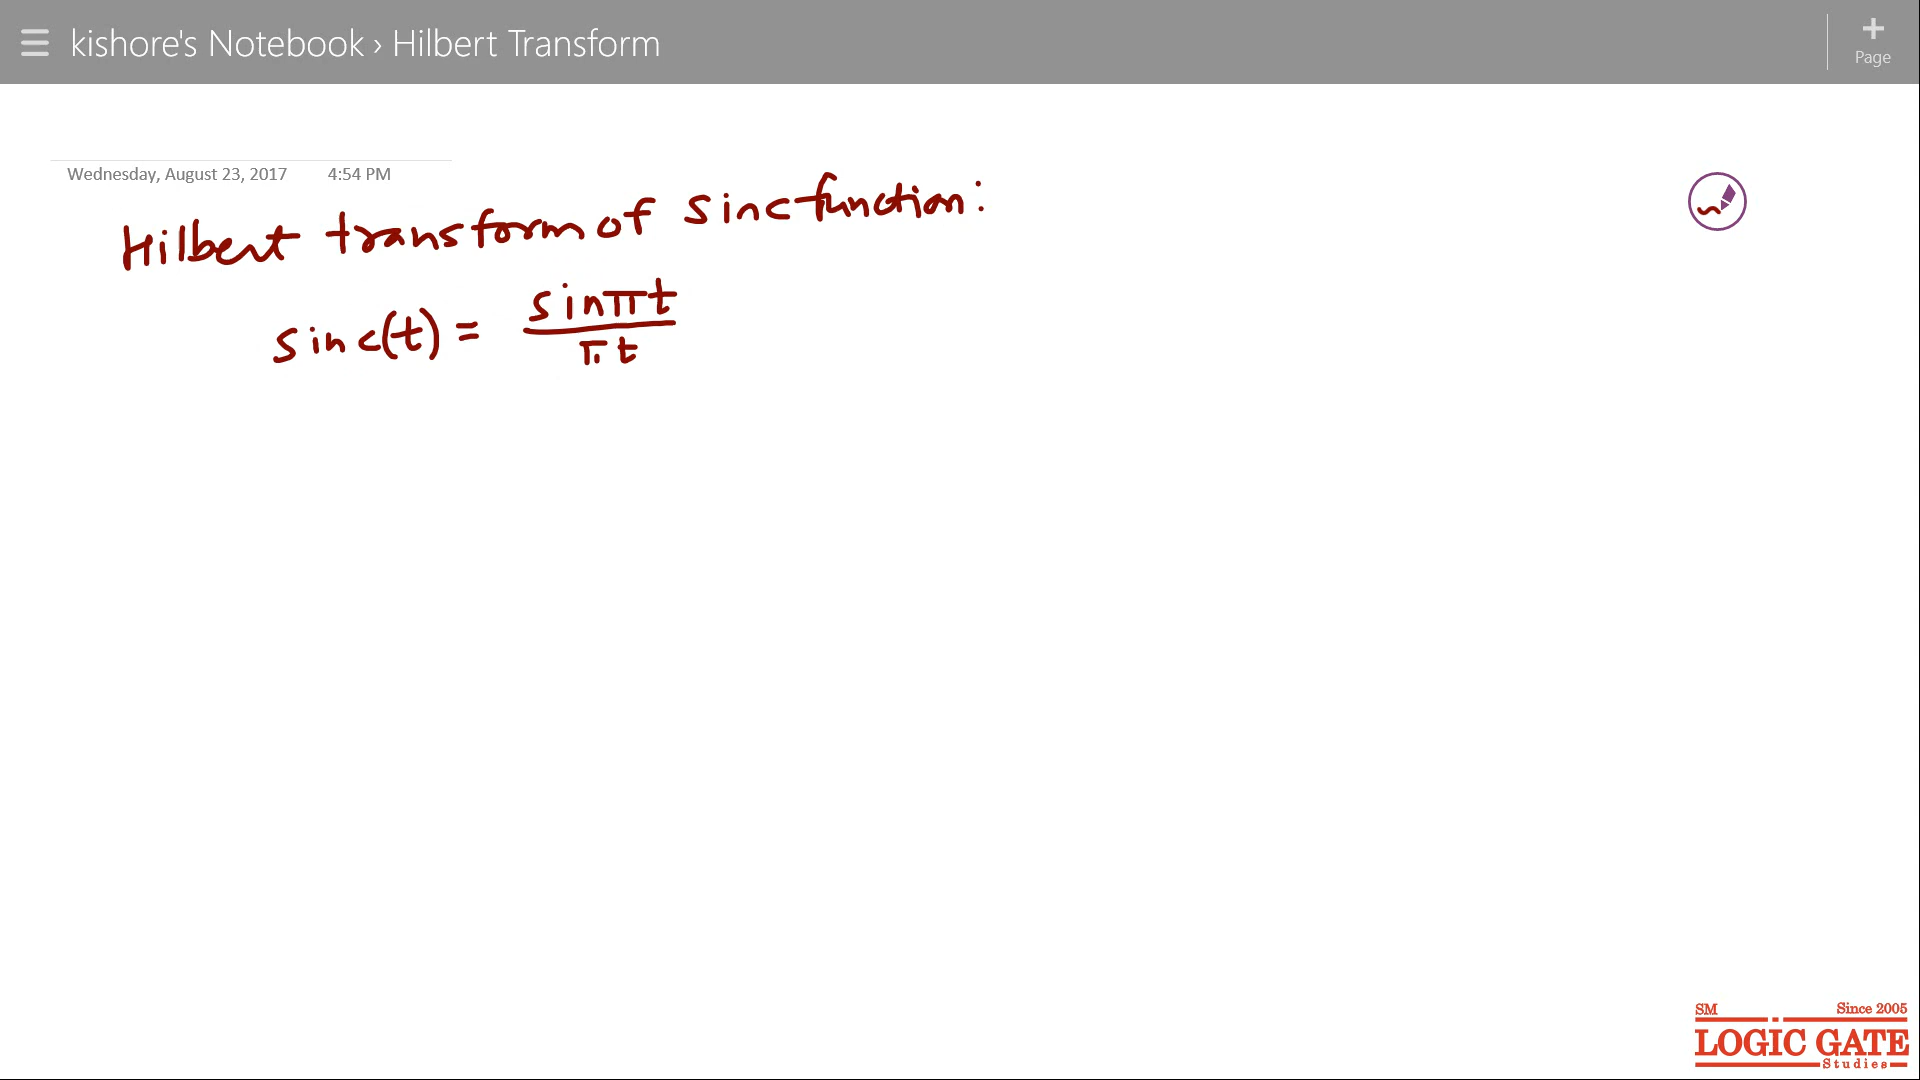 kishore's Notebook › Hilbert Transform
Page
Wednesday, August 23, 2017 4:54 PM
Hilbert transform of sinc function:
sinc(t) = sinπt / πt
SM Since 2005
LOGIC GATE
Studies